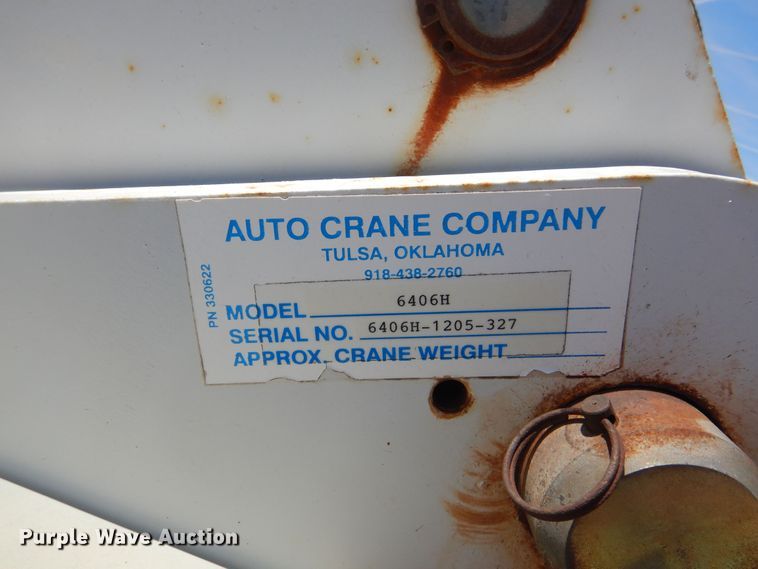 AUTO CRANE COMPANY
TULSA, OKLAHOMA
918-438-2760
PN 330622
MODEL 6406H
SERIAL NO. 6406H-1205-327
APPROX. CRANE WEIGHT
Purple Wave Auction